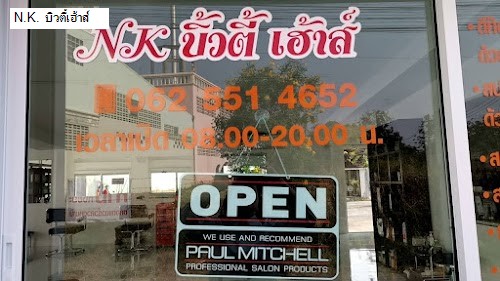 N.K. บิวตี้เฮ้าส์
N.K บิ้วตี้ เฮ้าส์
062 551 4652
เวลาเปิด 08.00-20.00 น.
OPEN
WE USE AND RECOMMEND
PAUL MITCHELL
PROFESSIONAL SALON PRODUCTS